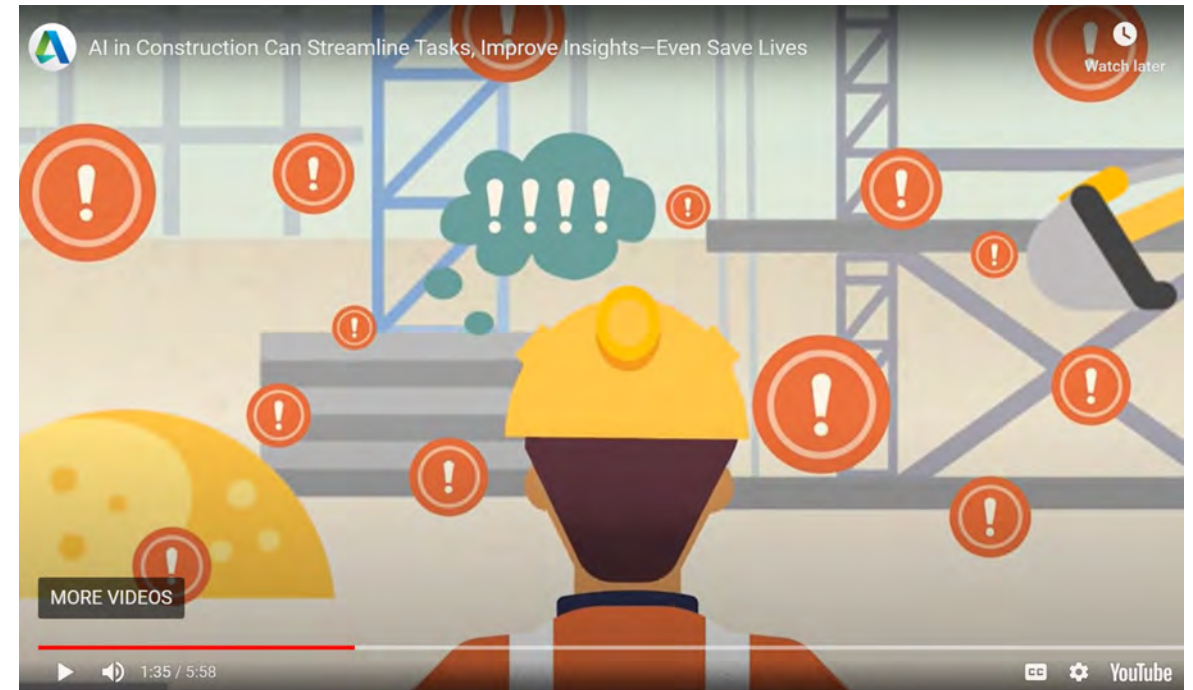 AI in Construction Can Streamline Tasks, Improve Insights—Even Save Lives
Watch later
! ! ! !
MORE VIDEOS
1:35 / 5:58
CC
YouTube